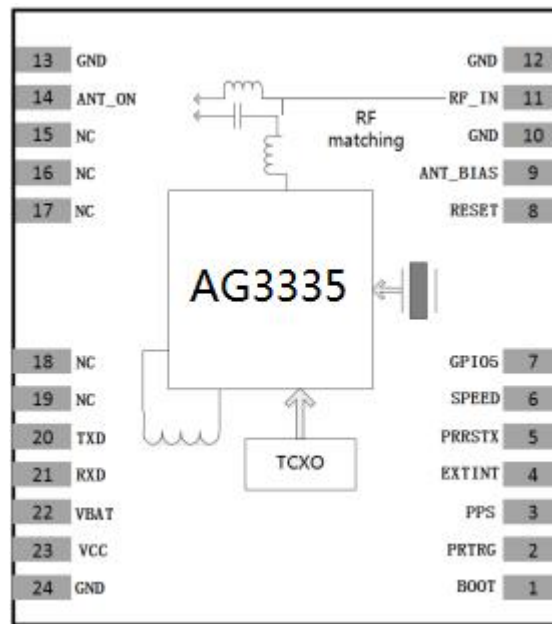 13 GND GND 12
14 ANT_ON RF_IN 11
RF
matching
15 NC GND 10
16 NC ANT_BIAS 9
17 NC RESET 8
AG3335
18 NC GPIO5 7
19 NC SPEED 6
20 TXD PRRSTX 5
TCXO
21 RXD EXTINT 4
22 VBAT PPS 3
23 VCC PRTRG 2
24 GND BOOT 1